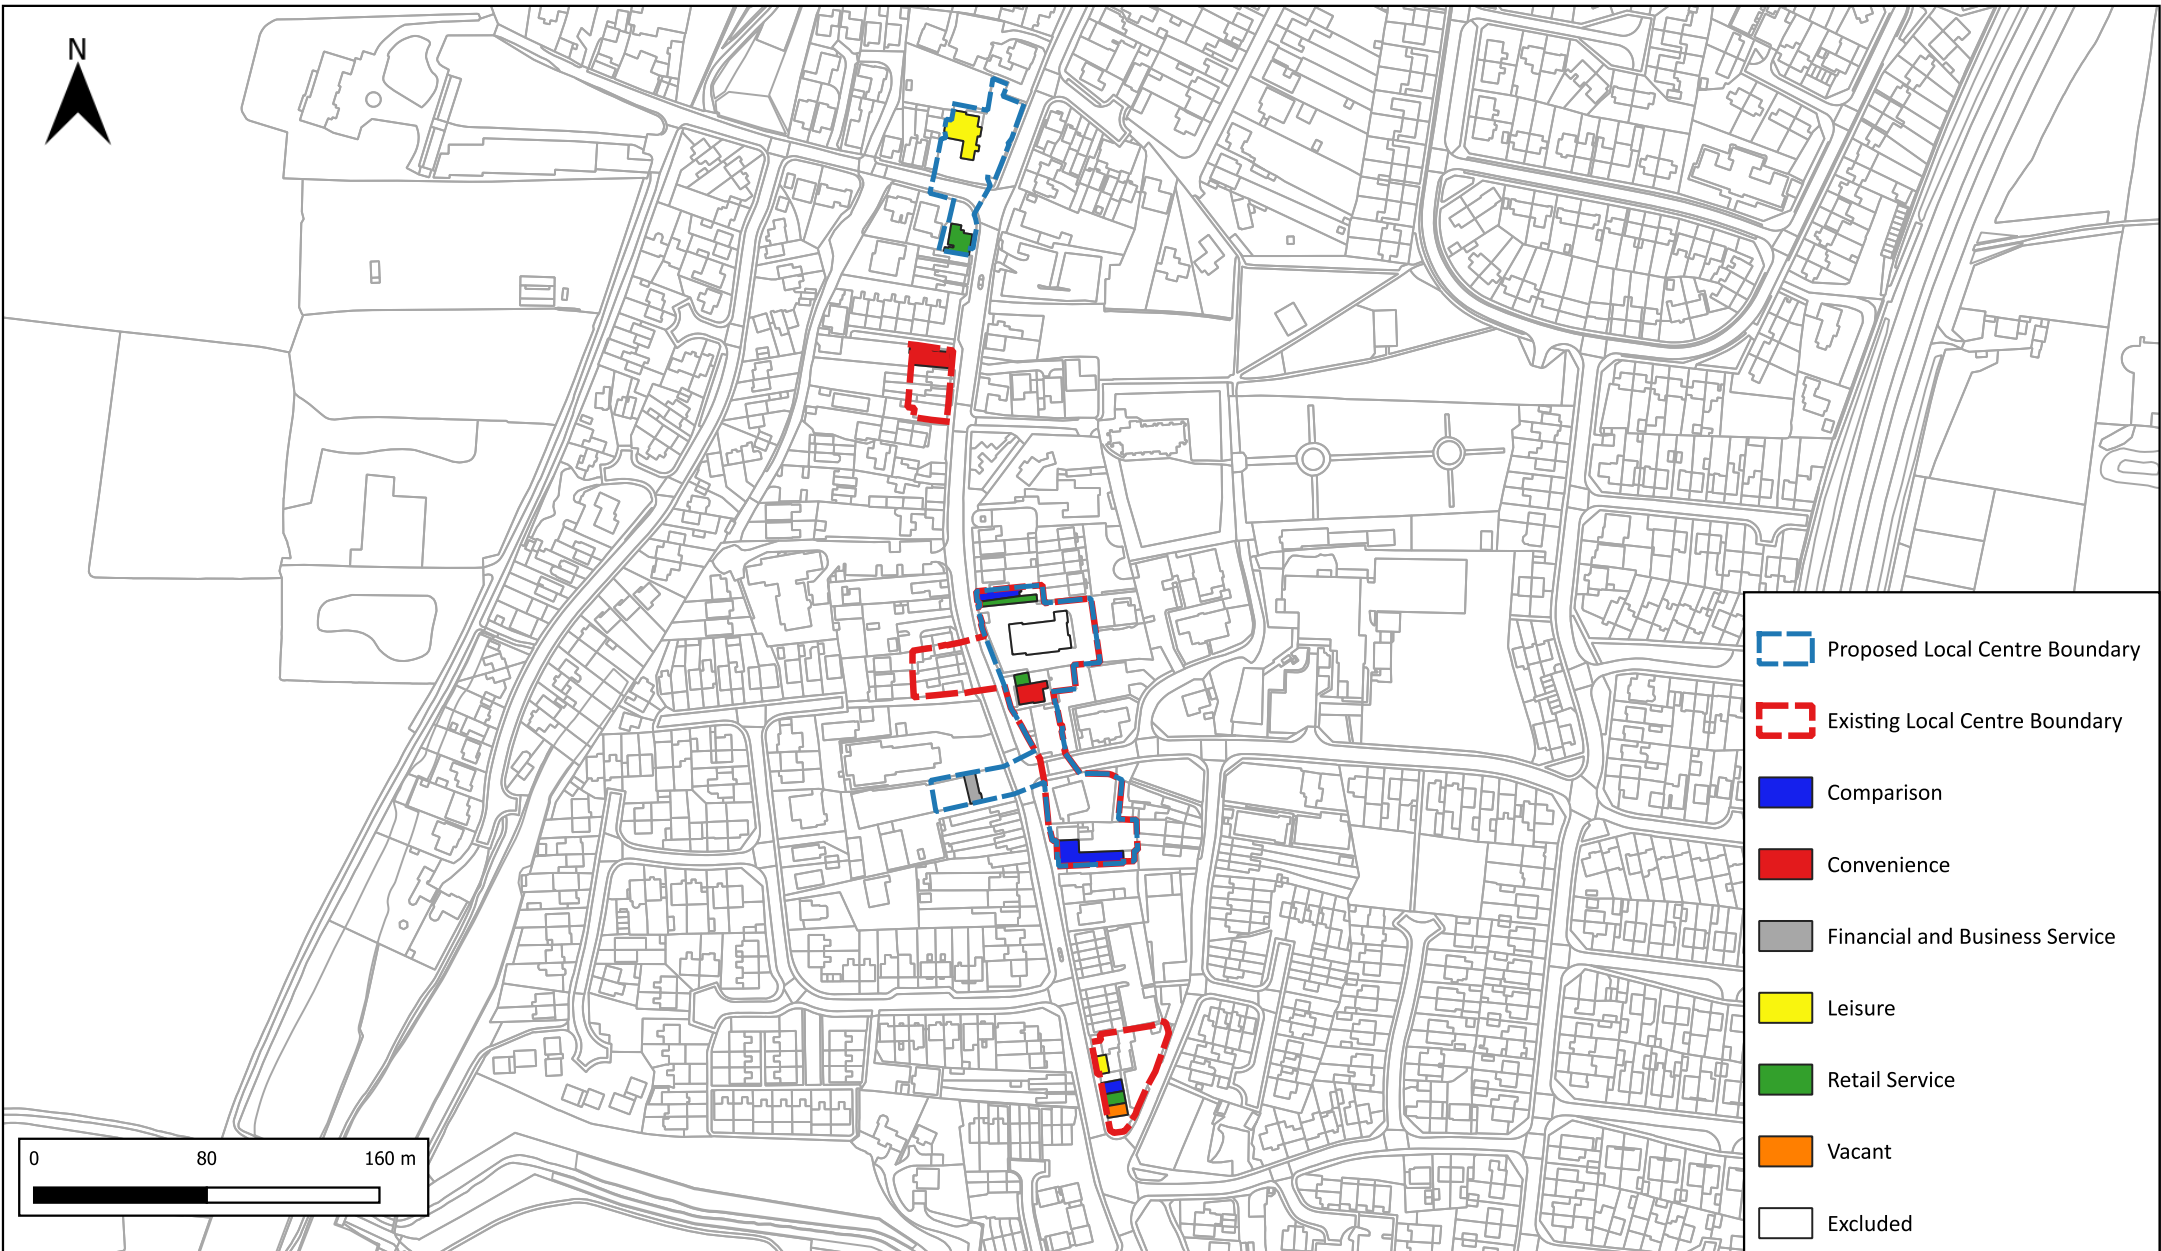 N
Proposed Local Centre Boundary
Existing Local Centre Boundary
Comparison
Convenience
Financial and Business Service
Leisure
Retail Service
Vacant
Excluded
0 80 160 m